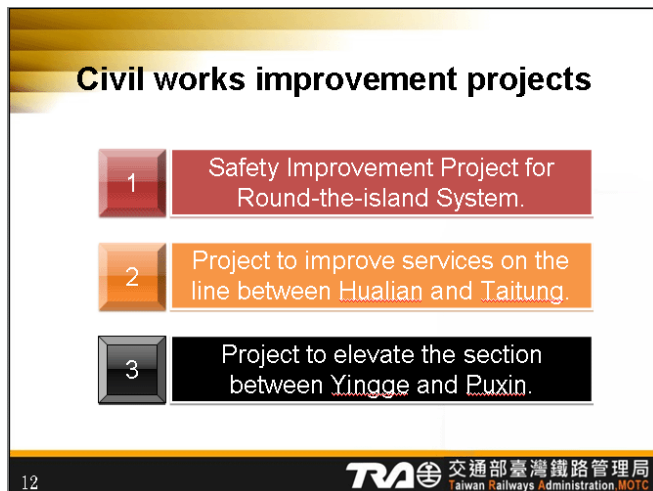 Civil works improvement projects
1
Safety Improvement Project for
Round-the-island System.
2
Project to improve services on the
line between Hualian and Taitung.
3
Project to elevate the section
between Yingge and Puxin.
12
TRA 交通部臺灣鐵路管理局
Taiwan Railways Administration,MOTC